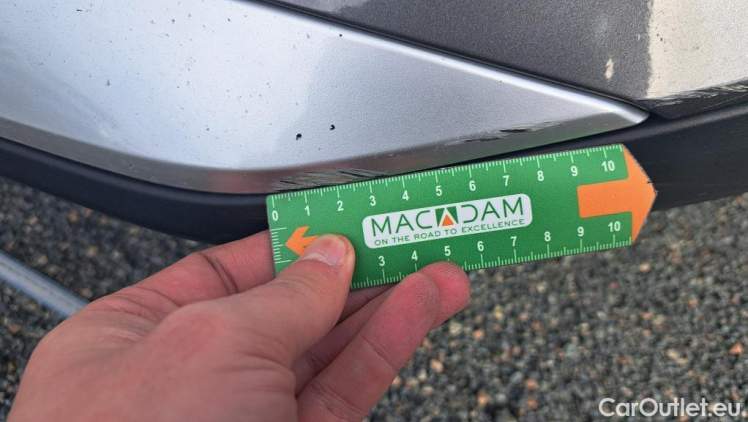 0 1 2 3 4 5 6 7 8 9 10
MACADAM
ON THE ROAD TO EXCELLENCE
3 4 5 6 7 8 9 10
CarOutlet.eu